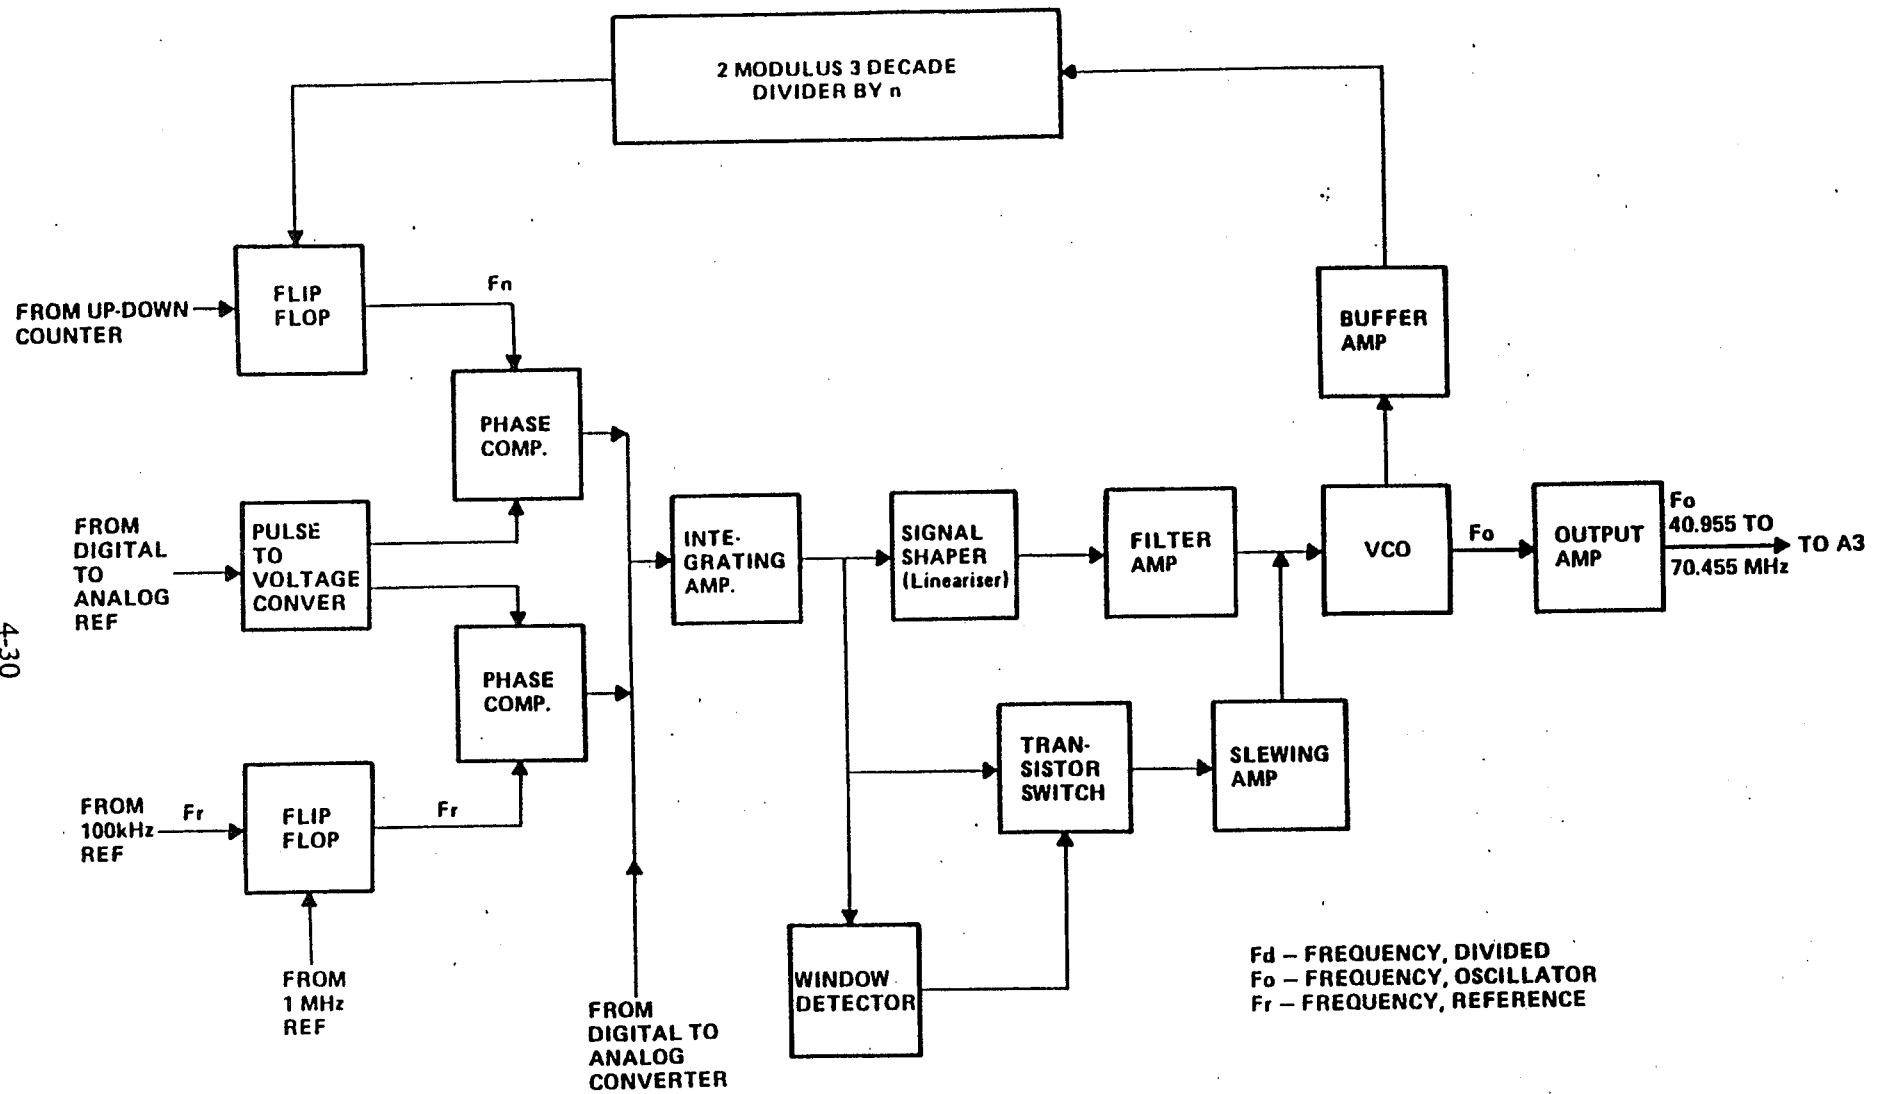 2 MODULUS 3 DECADE
DIVIDER BY n
FLIP
FLOP
Fn
FROM UP-DOWN
COUNTER
BUFFER
AMP
PHASE
COMP.
FROM
DIGITAL
TO
ANALOG
REF
PULSE
TO
VOLTAGE
CONVER
INTE-
GRATING
AMP.
SIGNAL
SHAPER
(Lineariser)
FILTER
AMP
VCO
Fo
OUTPUT
AMP
Fo
40.955 TO
70.455 MHz
TO A3
4-30
PHASE
COMP.
TRAN-
SISTOR
SWITCH
SLEWING
AMP
FROM
100kHz
REF
Fr
FLIP
FLOP
Fr
FROM
1 MHz
REF
WINDOW
DETECTOR
FROM
DIGITAL TO
ANALOG
CONVERTER
Fd – FREQUENCY, DIVIDED
Fo – FREQUENCY, OSCILLATOR
Fr – FREQUENCY, REFERENCE